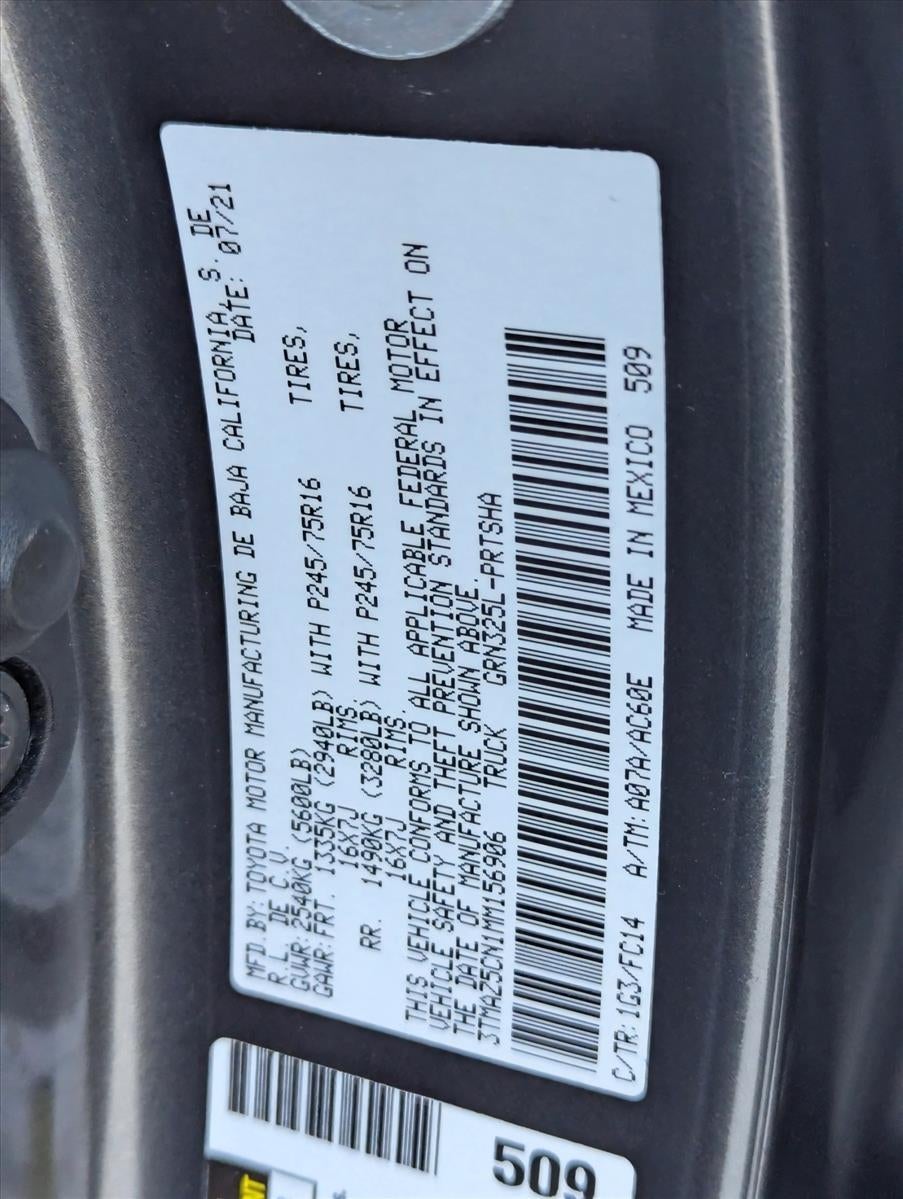 MFD.BY: TOYOTA MOTOR MANUFACTURING DE BAJA CALIFORNIA, S. DE
R.L. DE C.V. DATE: 07/21
GVWR: 2540KG (5600LB)
GAWR: FRT. 1335KG (2940LB) WITH P245/75R16 TIRES,
16X7J RIMS.
RR. 1490KG (3280LB) WITH P245/75R16 TIRES,
16X7J RIMS.
THIS VEHICLE CONFORMS TO ALL APPLICABLE FEDERAL MOTOR
VEHICLE SAFETY AND THEFT PREVENTION STANDARDS IN EFFECT ON
THE DATE OF MANUFACTURE SHOWN ABOVE.
3TMAZ5CN1MM156906 TRUCK GRN325L-PRTSHA
C/TR: 1G3/FC14 A/TM: A07A/AC60E MADE IN MEXICO 509
509